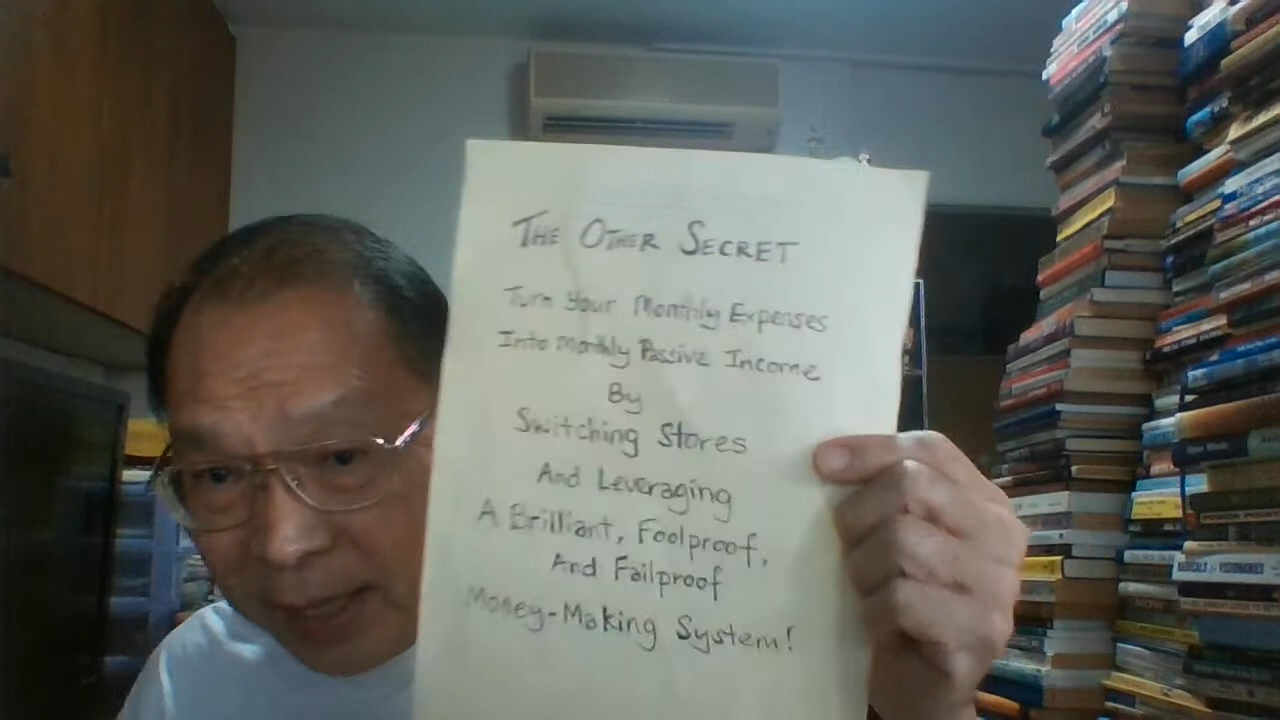 THE OTHER SECRET
Turn Your Monthly Expenses
Into Monthly Passive Income
By
Switching Stores
And Leveraging
A Brilliant, Foolproof,
And Failproof
Money-Making System!